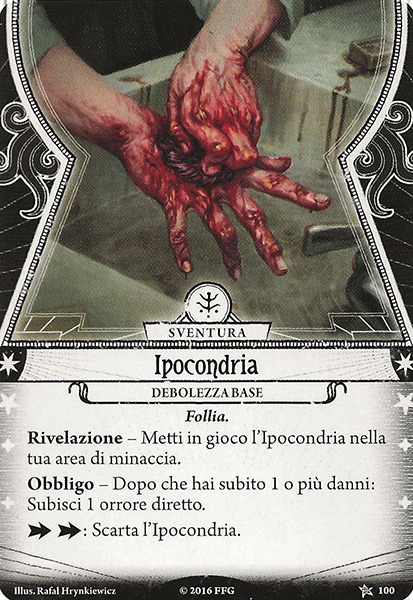 SVENTURA
Ipocondria
DEBOLEZZA BASE
Follia.
Rivelazione – Metti in gioco l'Ipocondria nella
tua area di minaccia.
Obbligo – Dopo che hai subito 1 o più danni:
Subisci 1 orrore diretto.
: Scarta l'Ipocondria.
Illus. Rafal Hrynkiewicz
© 2016 FFG
100